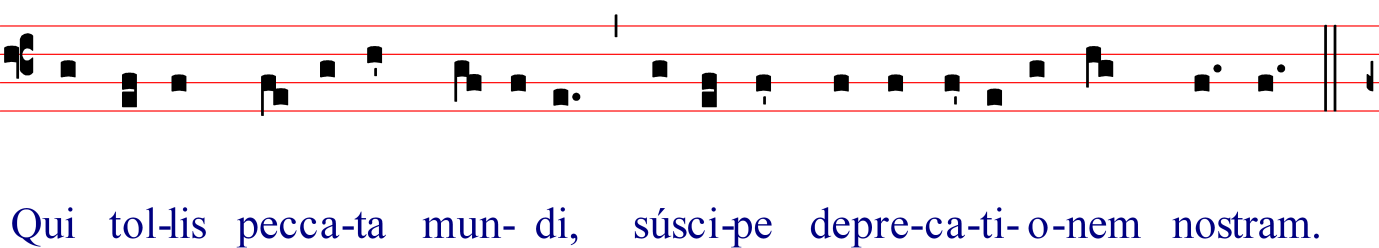 Qui tol-lis pecca-ta mun- di, súsci-pe depre-ca-ti-o-nem nostram.